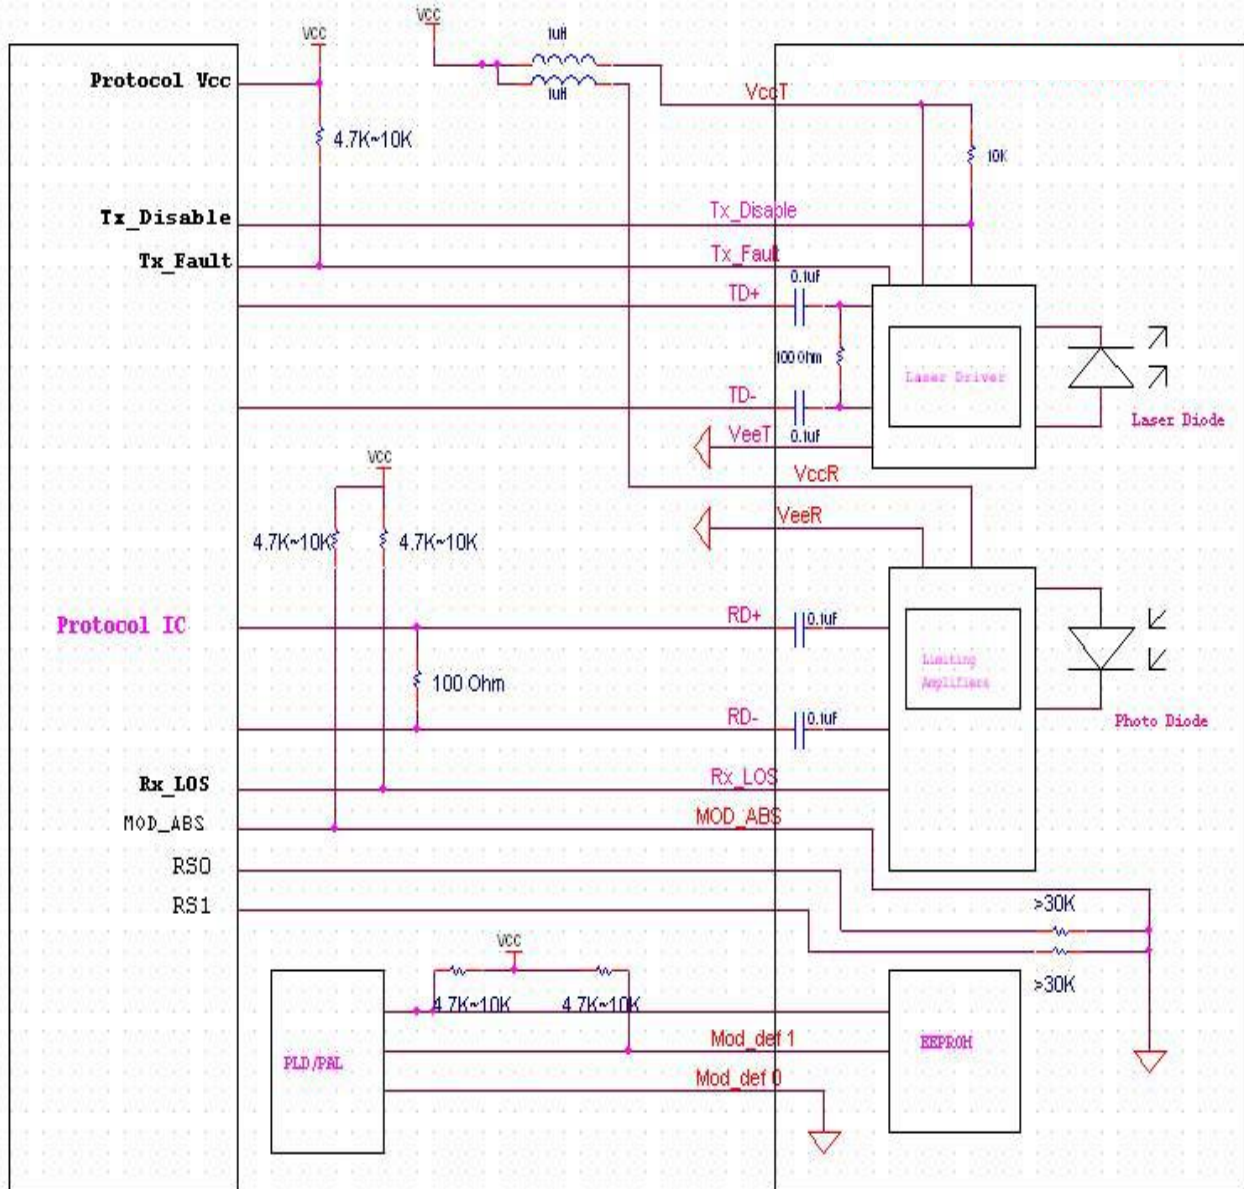 VCC
VCC
1uH
1uH
Protocol Vcc
VccT
4.7K~10K
10K
Tx_Disable
Tx_Disable
Tx_Fault
Tx_Fault
0.1uF
TD+
100 Ohm
Laser Driver
TD-
Laser Diode
VeeT
0.1uF
VCC
VccR
VeeR
4.7K~10K
4.7K~10K
Protocol IC
RD+
0.1uF
Limiting
Amplifiers
100 Ohm
RD-
0.1uF
Photo Diode
Rx_LOS
Rx_LOS
MOD_ABS
MOD_ABS
RS0
RS1
>30K
VCC
>30K
4.7K~10K
4.7K~10K
Mod_def 1
EEPROM
PLD/PAL
Mod_def 0